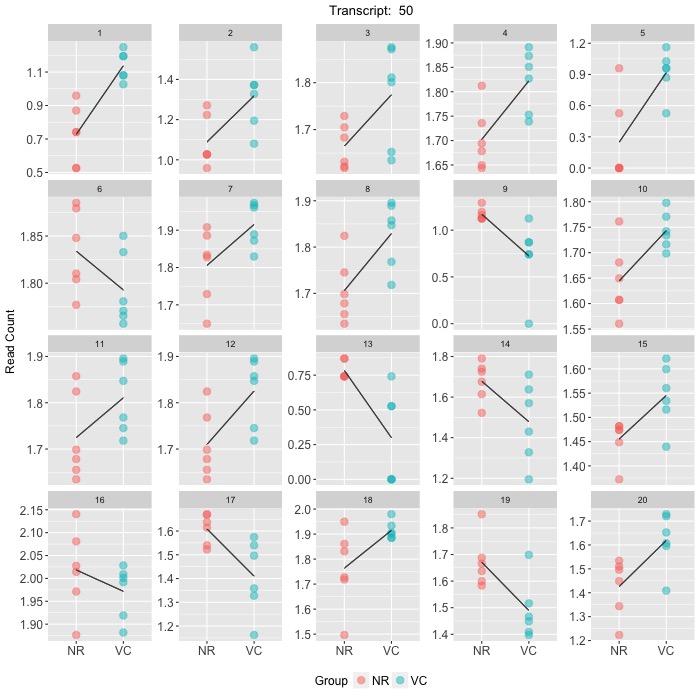 Transcript: 50
1 2 3 4 5
1.1 0.9 0.7 0.5
1.4 1.2 1.0
1.8 1.7
1.90 1.85 1.80 1.75 1.70 1.65
1.2 0.9 0.6 0.3 0.0
6 7 8 9 10
1.85 1.80
1.9 1.8 1.7
1.9 1.8 1.7
1.0 0.5 0.0
1.80 1.75 1.70 1.65 1.60 1.55
Read Count
11 12 13 14 15
1.9 1.8 1.7
1.9 1.8 1.7
0.75 0.50 0.25 0.00
1.8 1.6 1.4 1.2
1.60 1.55 1.50 1.45 1.40
16 17 18 19 20
2.15 2.10 2.05 2.00 1.95 1.90
1.6 1.5 1.4 1.3 1.2
2.0 1.9 1.8 1.7 1.6 1.5
1.8 1.7 1.6 1.5 1.4
1.7 1.6 1.5 1.4 1.3 1.2
NR VC NR VC NR VC NR VC NR VC
Group NR VC